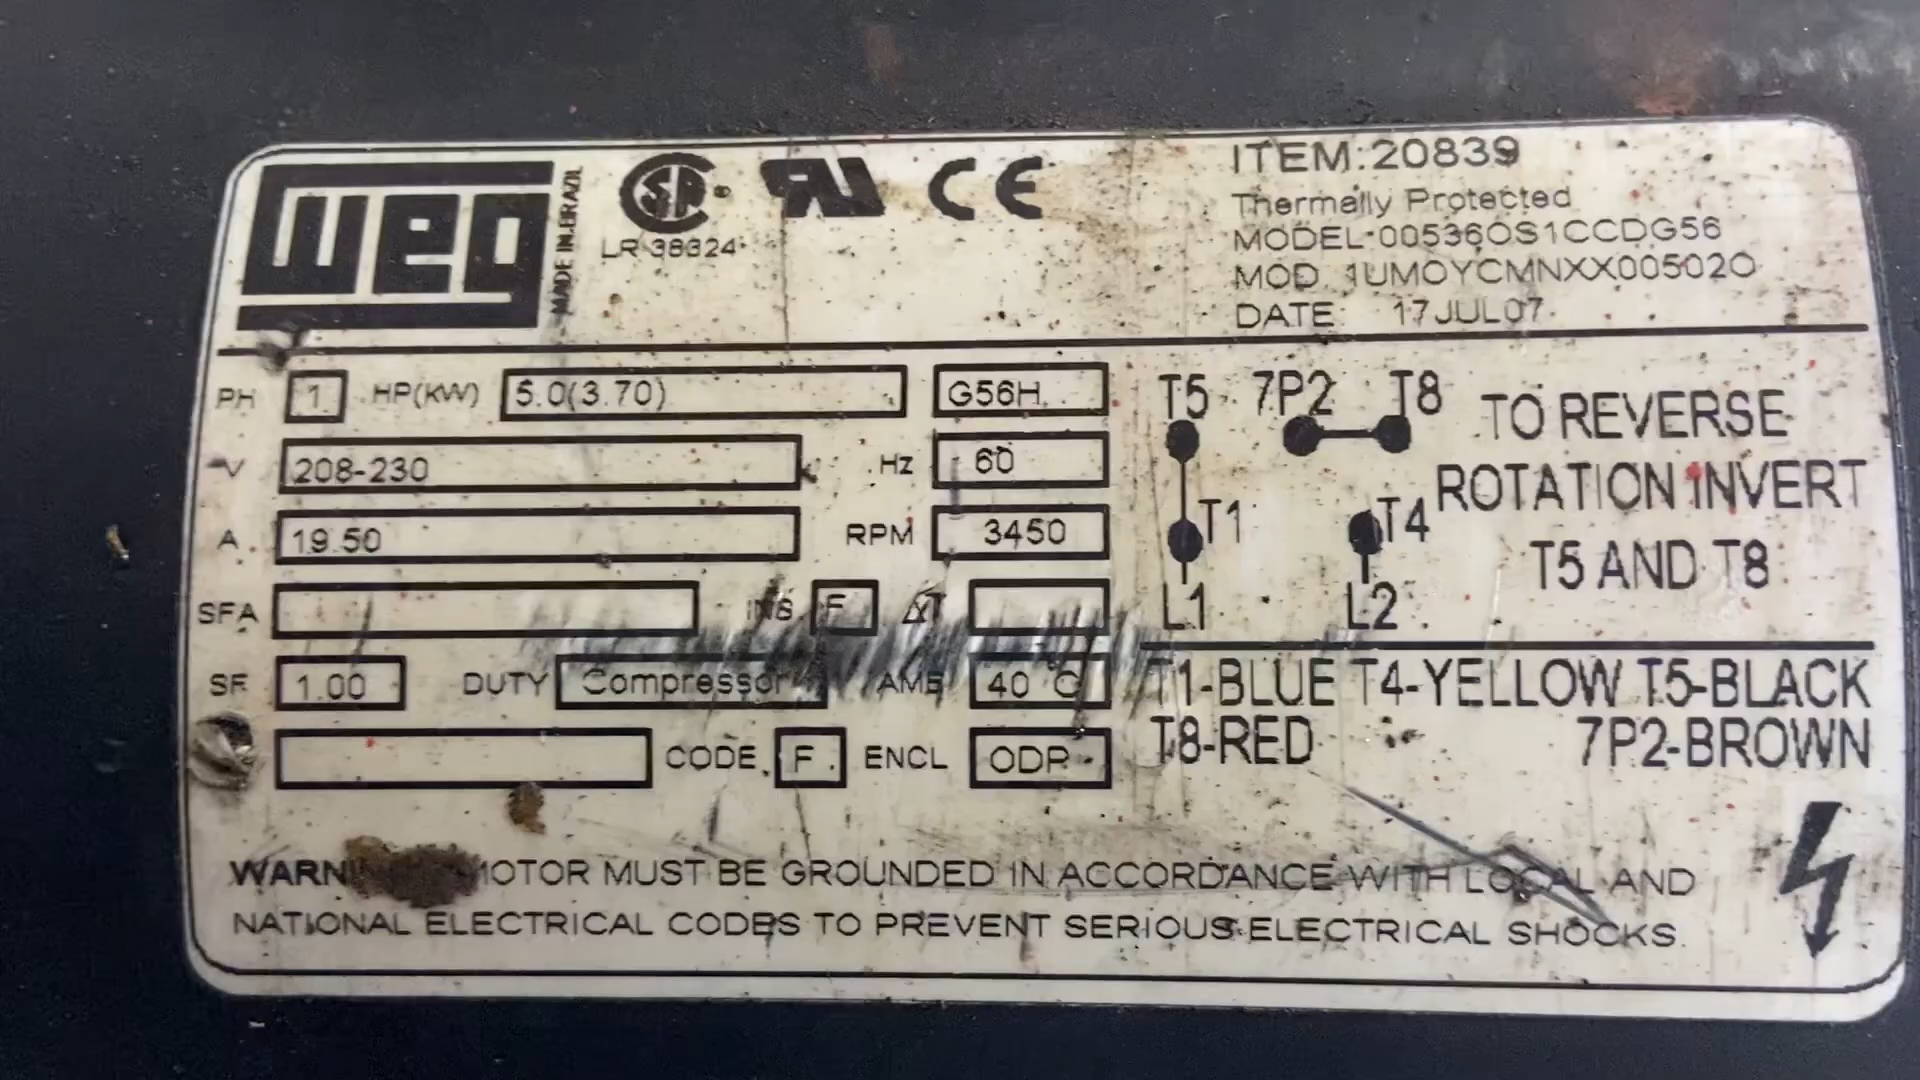 weg
MADE IN BRAZIL
LR 38324
ITEM:20839
Thermally Protected
MODEL 00536OS1CCDG56
MOD. 1UMOYCMNXX005020
DATE: 17JUL07
PH 1 HP(KW) 5.0(3.70) G56H
V 208-230 Hz 60
A 19.50 RPM 3450
SFA INS F ΔT
SF 1.00 DUTY Compressor AMB 40°C
CODE F ENCL ODP
T5 7P2 T8
T1 T4
L1 L2
TO REVERSE
ROTATION INVERT
T5 AND T8
T1-BLUE T4-YELLOW T5-BLACK
T8-RED 7P2-BROWN
MOTOR MUST BE GROUNDED IN ACCORDANCE WITH LOCAL AND
NATIONAL ELECTRICAL CODES TO PREVENT SERIOUS ELECTRICAL SHOCKS.